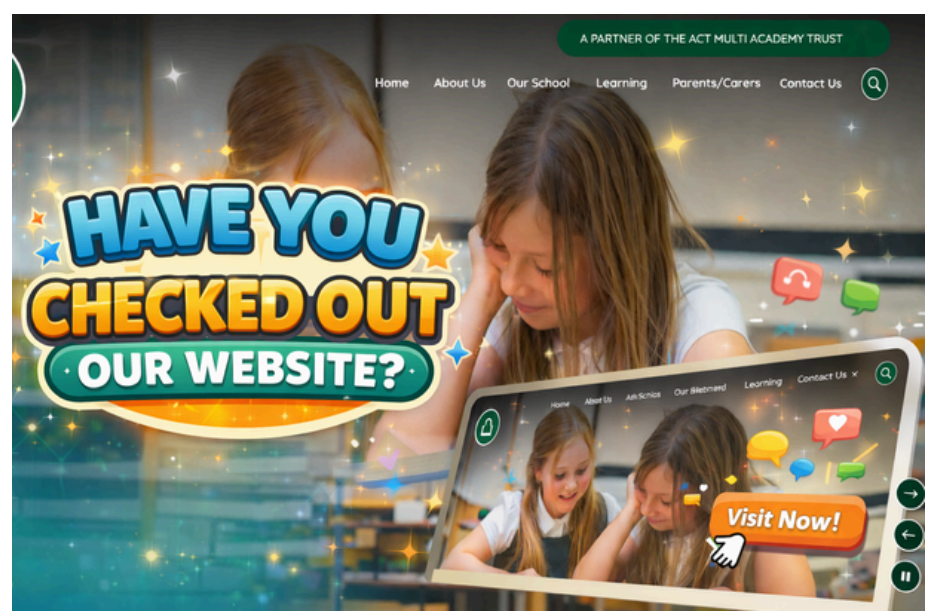 A PARTNER OF THE ACT MULTI ACADEMY TRUST
Home About Us Our School Learning Parents/Carers Contact Us
HAVE YOU
CHECKED OUT
OUR WEBSITE?
Home About Us Our Learning Contact Us
Visit Now!